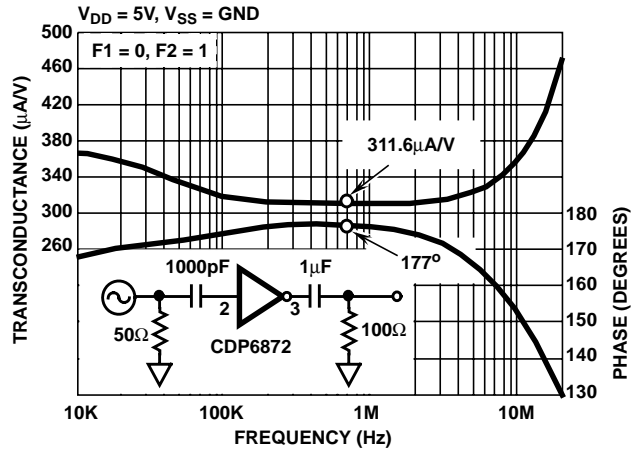 V_DD = 5V, V_SS = GND
F1 = 0, F2 = 1
TRANSCONDUCTANCE (μA/V)
500
460
420
380
340
300
260
311.6μA/V
177°
1000pF
1μF
2
3
50Ω
100Ω
CDP6872
180
170
160
150
140
130
PHASE (DEGREES)
10K
100K
1M
10M
FREQUENCY (Hz)